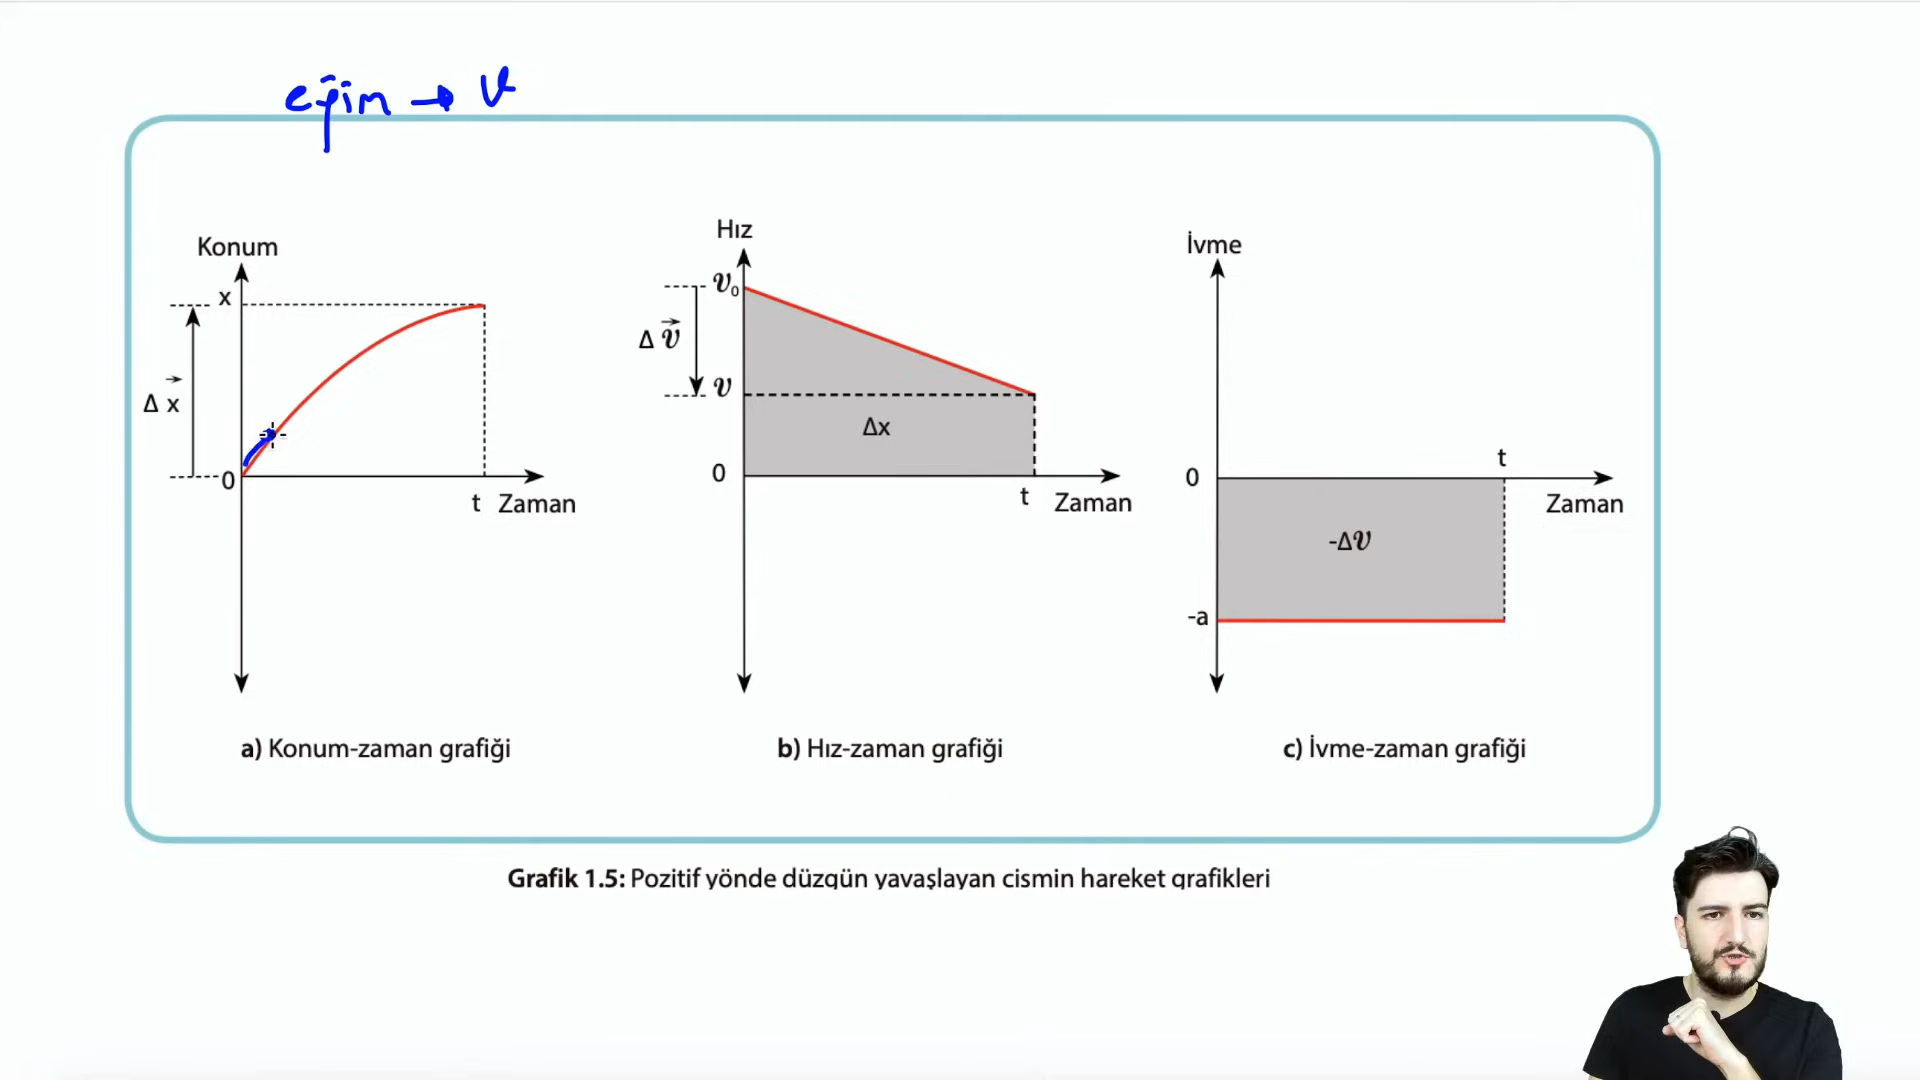 eğim → v
Konum
x
Δ x
0
t Zaman
a) Konum-zaman grafiği
Hız
v₀
Δ v
v
Δx
0
t Zaman
b) Hız-zaman grafiği
İvme
t
0
Zaman
-Δv
-a
c) İvme-zaman grafiği
Grafik 1.5: Pozitif yönde düzgün yavaşlayan cismin hareket grafikleri